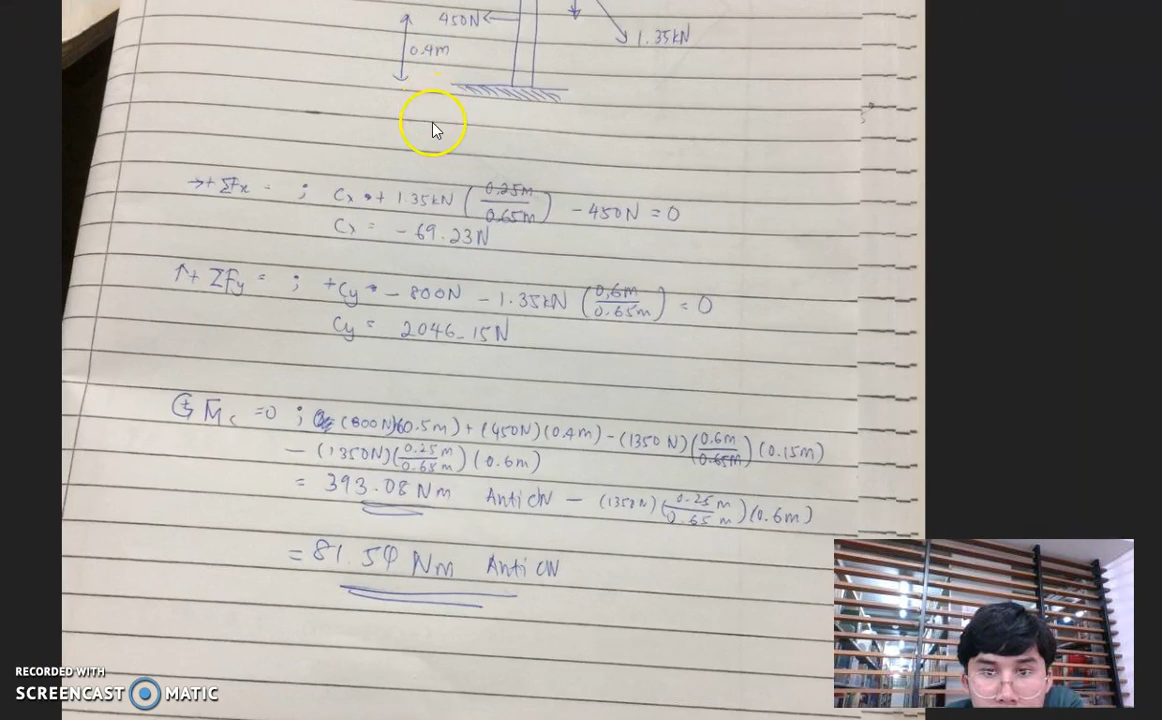 450N
1.35kN
0.4m
→+ ΣFx = ; Cx + 1.35kN (0.25m/0.65m) - 450N = 0
Cx = - 69.23N
↑+ ΣFy = ; +Cy - 800N - 1.35kN (0.6m/0.65m) = 0
Cy = 2046.15N
Mc = 0 ; (800N)(0.5m) + (450N)(0.4m) - (1350N)(0.6m/0.65m)(0.15m)
- (1350N)(0.25m/0.65m)(0.6m)
= 393.08 Nm Anti CW - (1350N)(0.25m/0.65m)(0.6m)
= 81.54 Nm Anti CW
RECORDED WITH
SCREENCAST MATIC